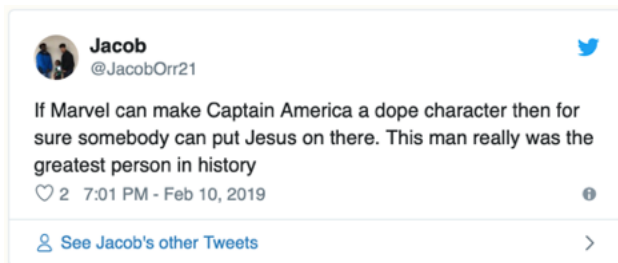 Jacob
@JacobOrr21
If Marvel can make Captain America a dope character then for
sure somebody can put Jesus on there. This man really was the
greatest person in history
2 7:01 PM - Feb 10, 2019
See Jacob's other Tweets